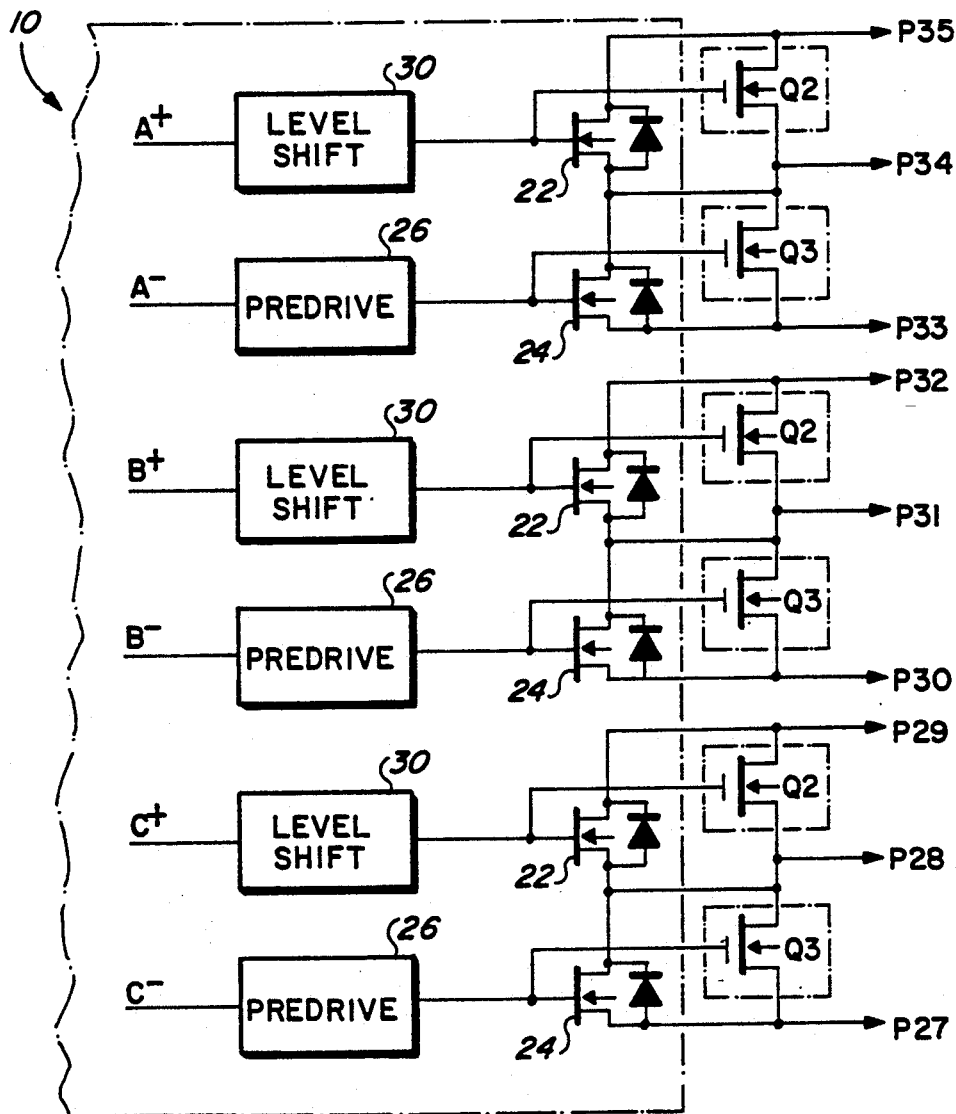 10
P35
30
Q2
A+
LEVEL
SHIFT
22
P34
26
Q3
A−
PREDRIVE
24
P33
P32
30
Q2
B+
LEVEL
SHIFT
22
P31
26
Q3
B−
PREDRIVE
24
P30
P29
30
Q2
C+
LEVEL
SHIFT
22
P28
26
Q3
C−
PREDRIVE
24
P27